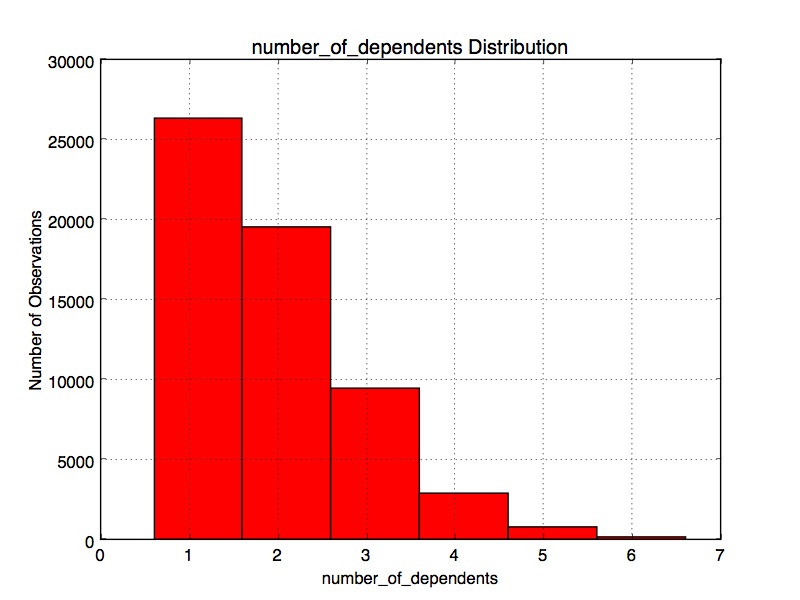 number_of_dependents Distribution
30000
25000
20000
15000
10000
5000
0
Number of Observations
0 1 2 3 4 5 6 7
number_of_dependents